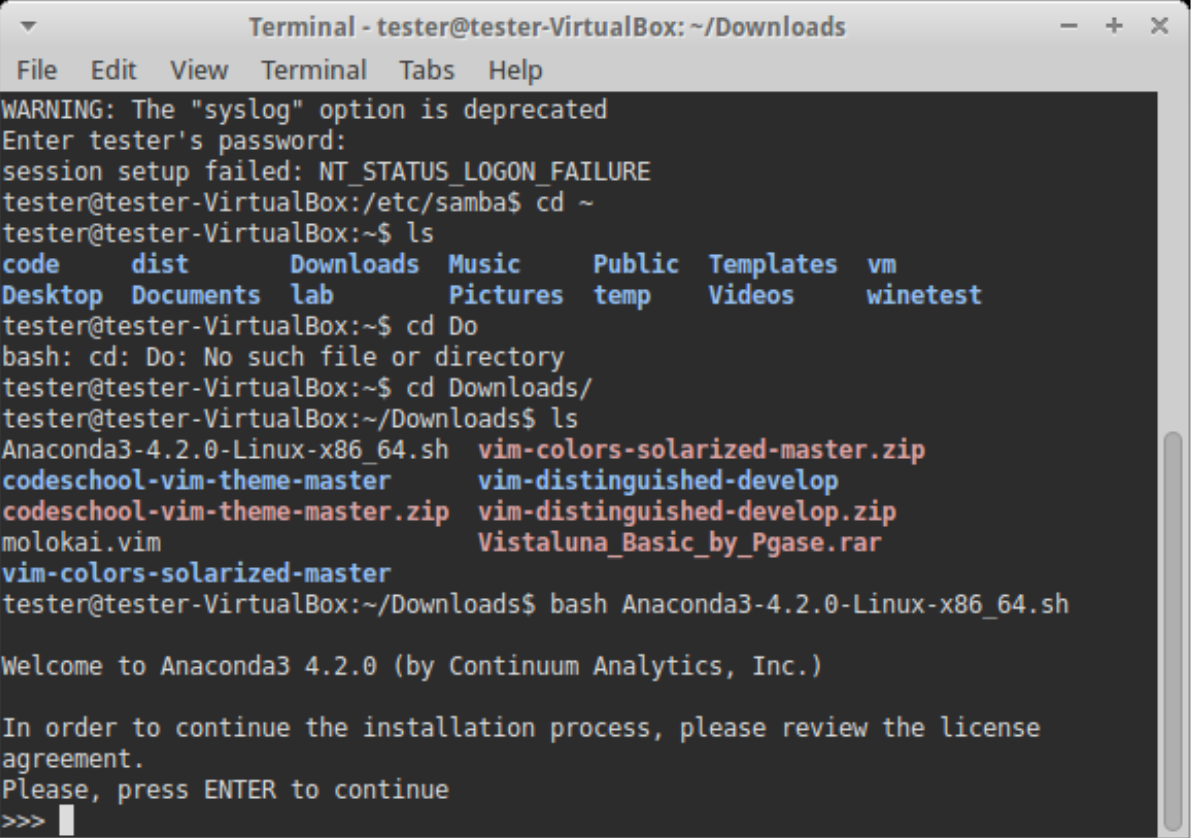 Terminal - tester@tester-VirtualBox: ~/Downloads
File Edit View Terminal Tabs Help
WARNING: The "syslog" option is deprecated
Enter tester's password:
session setup failed: NT_STATUS_LOGON_FAILURE
tester@tester-VirtualBox:/etc/samba$ cd ~
tester@tester-VirtualBox:~$ ls
code     dist       Downloads  Music     Public  Templates  vm
Desktop  Documents  lab        Pictures  temp    Videos     winetest
tester@tester-VirtualBox:~$ cd Do
bash: cd: Do: No such file or directory
tester@tester-VirtualBox:~$ cd Downloads/
tester@tester-VirtualBox:~/Downloads$ ls
Anaconda3-4.2.0-Linux-x86_64.sh  vim-colors-solarized-master.zip
codeschool-vim-theme-master      vim-distinguished-develop
codeschool-vim-theme-master.zip  vim-distinguished-develop.zip
molokai.vim                      Vistaluna_Basic_by_Pgase.rar
vim-colors-solarized-master
tester@tester-VirtualBox:~/Downloads$ bash Anaconda3-4.2.0-Linux-x86_64.sh
Welcome to Anaconda3 4.2.0 (by Continuum Analytics, Inc.)
In order to continue the installation process, please review the license
agreement.
Please, press ENTER to continue
>>>